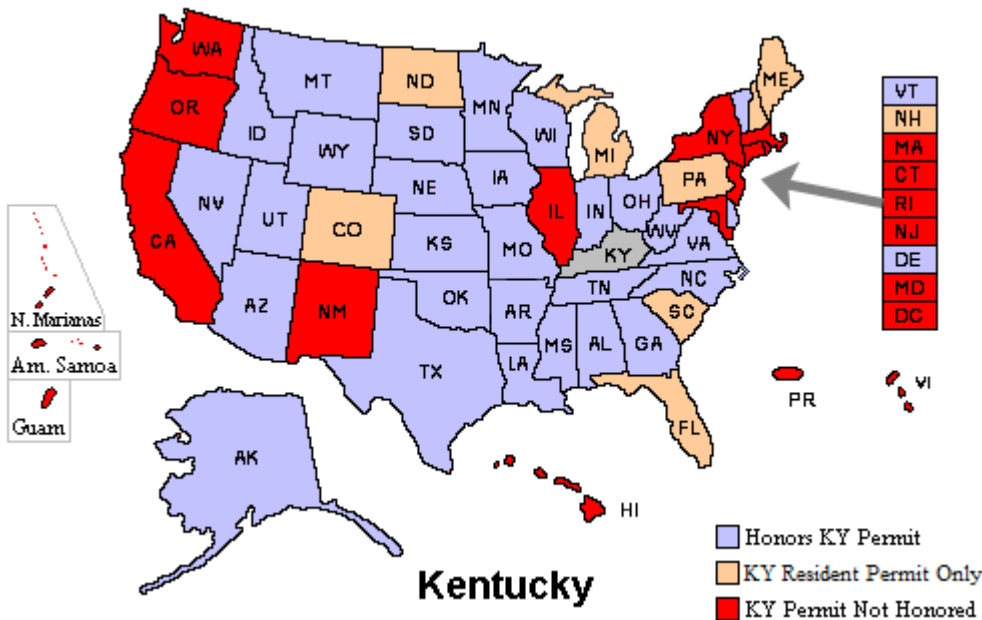 WA
MT
ND
MN
ME
VT
OR
ID
SD
WI
NY
NH
WY
MI
MA
NE
IA
PA
CT
NV
UT
CO
IL
IN
OH
RI
CA
KS
MO
WV
VA
NJ
KY
DE
AZ
NM
OK
TN
NC
MD
N. Marianas
AR
SC
DC
Am. Samoa
TX
LA
MS
AL
GA
PR
VI
Guam
FL
AK
HI
Honors KY Permit
KY Resident Permit Only
KY Permit Not Honored
Kentucky